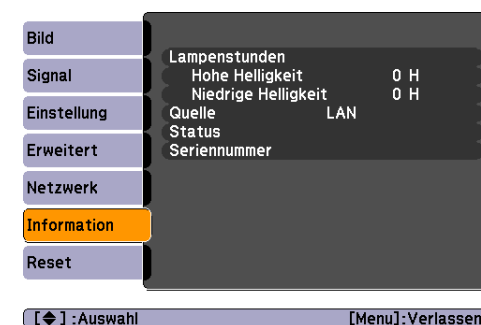 Bild
Signal
Einstellung
Erweitert
Netzwerk
Information
Reset
Lampenstunden
Hohe Helligkeit 0 H
Niedrige Helligkeit 0 H
Quelle LAN
Status
Seriennummer
[◆] :Auswahl [Menu]:Verlassen